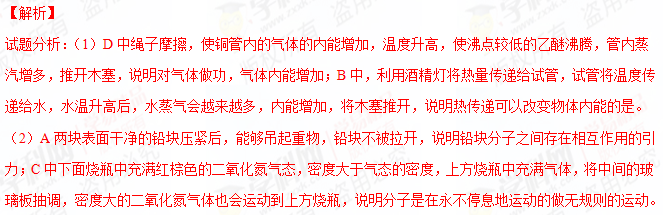 【解析】
试题分析：（1）D 中绳子摩擦，使铜管内的气体的内能增加，温度升高，使沸点较低的乙醚沸腾，管内蒸
汽增多，推开木塞，说明对气体做功，气体内能增加；B 中，利用酒精灯将热量传递给试管，试管将温度传
递给水，水温升高后，水蒸气会越来越多，内能增加，将木塞推开，说明热传递可以改变物体内能的是。
（2）A 两块表面干净的铅块压紧后，能够吊起重物，铅块不被拉开，说明铅块分子之间存在相互作用的引
力；C 中下面烧瓶中充满红棕色的二氧化氮气态，密度大于气态的密度，上方烧瓶中充满气体，将中间的玻
璃板抽调，密度大的二氧化氮气体也会运动到上方烧瓶，说明分子是在永不停息地运动的做无规则的运动。